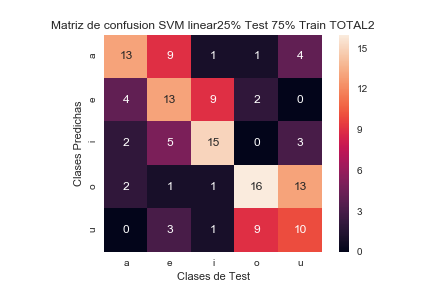 Matriz de confusion SVM linear25% Test 75% Train TOTAL2
a 13 9 1 1 4
e 4 13 9 2 0
i 2 5 15 0 3
o 2 1 1 16 13
u 0 3 1 9 10
a e i o u
Clases Predichas
Clases de Test
15
12
9
6
3
0